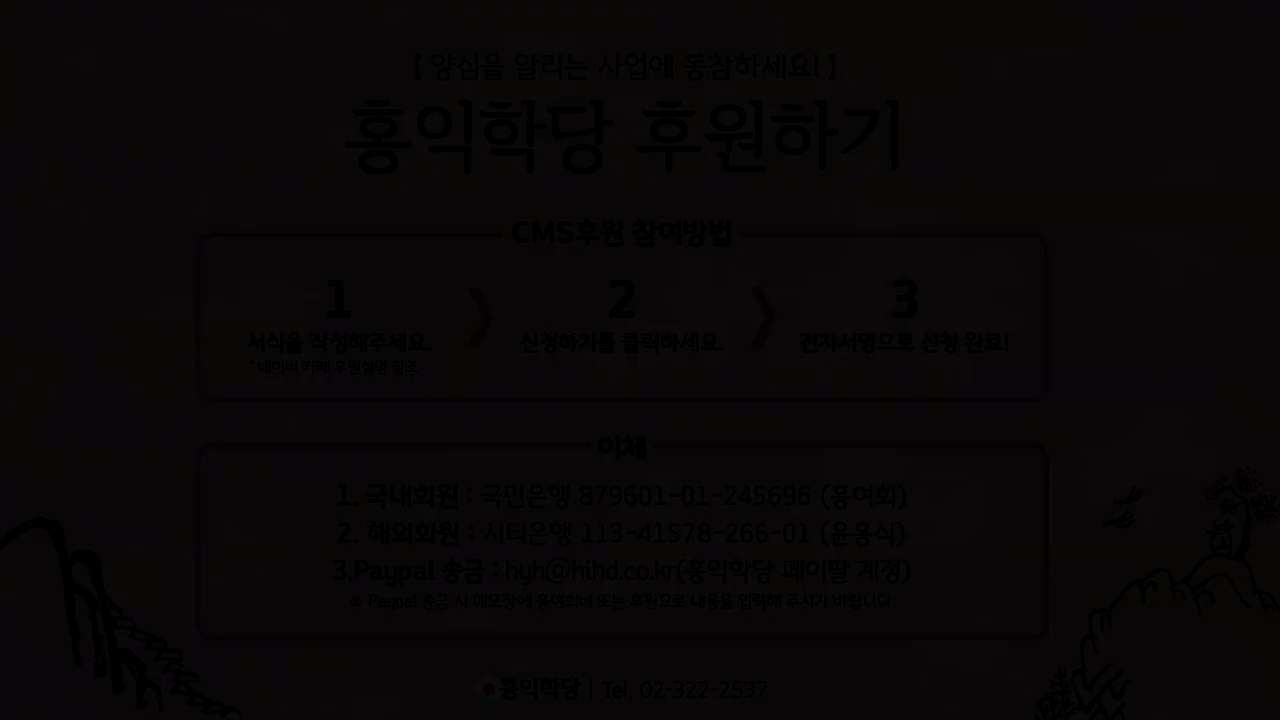 [ 양심을 알리는 사업에 동참하세요! ]
홍익학당 후원하기
CMS후원 참여방법
1 2 3
서식을 작성해주세요. 신청하기를 클릭하세요. 전자서명으로 신청 완료!
*네이버 카페 후원설명 참조
이체
1. 국내회원 : 국민은행 879601-01-245696 (흥여회)
2. 해외회원 : 시티은행 113-41578-266-01 (윤홍식)
3.Paypal 송금 : hyh@hihd.co.kr(홍익학당 페이팔 계정)
※ Paypal 송금 시 메모장에 흥여회비 또는 후원으로 내용을 입력해 주시기 바랍니다.
홍익학당 | Tel. 02-322-2537